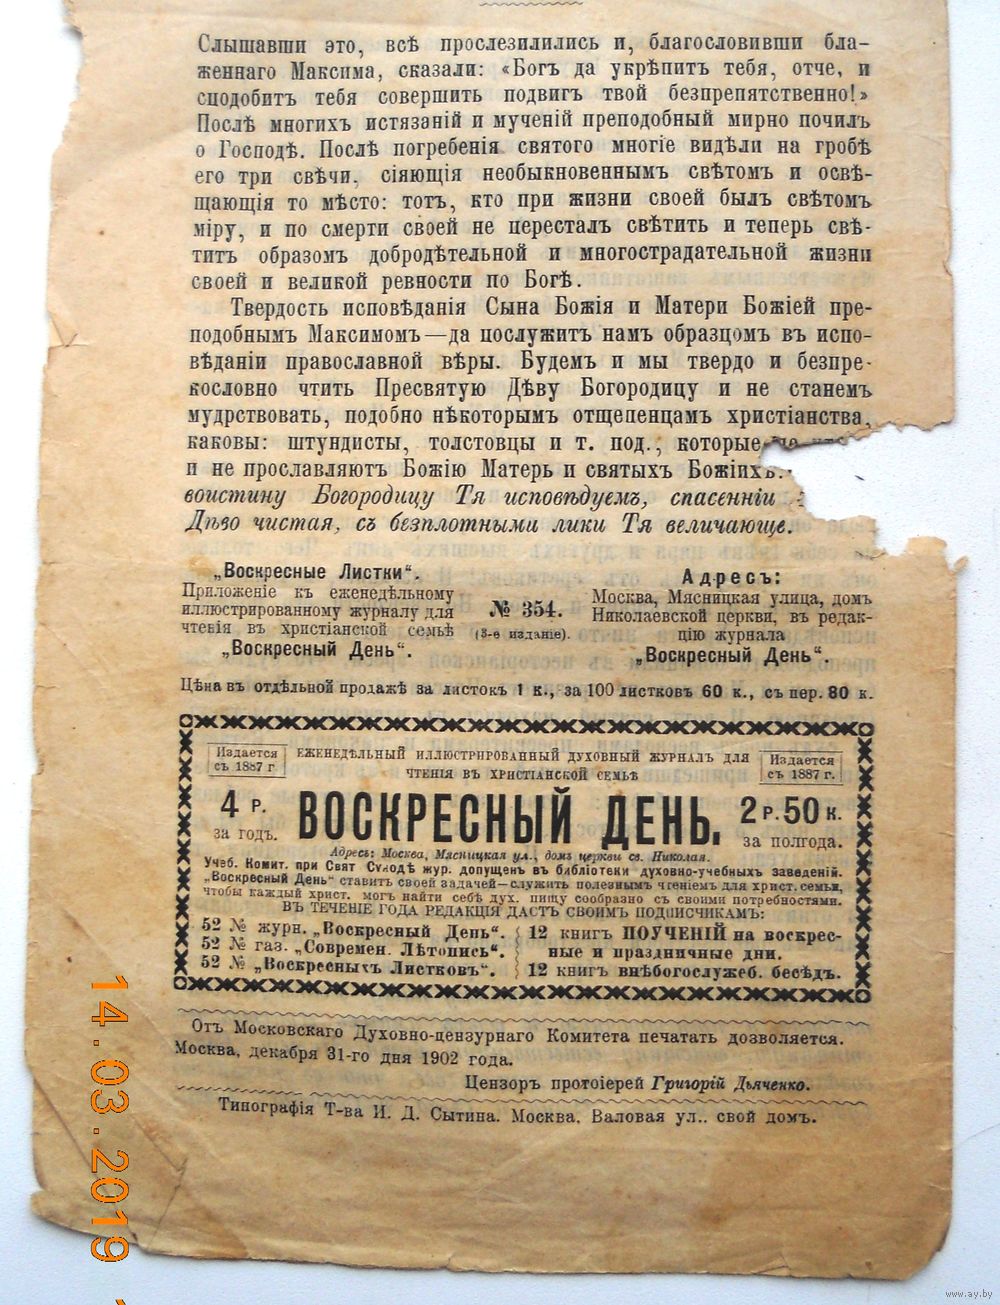 Слышавши это, всѣ прослезилились и, благословивши бла-
женнаго Максима, сказали: «Богъ да укрѣпитъ тебя, отче, и
сподобитъ тебя совершить подвигъ твой безпрепятственно!»
Послѣ многихъ истязаній и мученій преподобный мирно почилъ
о Господѣ. Послѣ погребенія святого многіе видѣли на гробѣ
его три свѣчи, сіяющія необыкновеннымъ свѣтомъ и освѣ-
щающія то мѣсто: тотъ, кто при жизни своей былъ свѣтомъ
міру, и по смерти своей не пересталъ свѣтить и теперь свѣ-
титъ образомъ добродѣтельной и многострадательной жизни
своей и великой ревности по Богѣ.
Твердость исповѣданія Сына Божія и Матери Божіей пре-
подобнымъ Максимомъ—да послужитъ намъ образцомъ въ испо-
вѣданіи православной вѣры. Будемъ и мы твердо и безпре-
кословно чтить Пресвятую Дѣву Богородицу и не станемъ
мудрствовать, подобно нѣкоторымъ отщепенцамъ христіанства,
каковы: штундисты, толстовцы и т. под., которые
и не прославляютъ Божію Матерь и святыхъ Божіихъ.
воистину Богородицу Тя исповѣдуемъ, спасенніи
Дѣво чистая, съ безплотными лики Тя величающе.
„Воскресные Листки“.
Приложеніе къ еженедѣльному
иллюстрированному журналу для
чтенія въ христіанской семьѣ
„Воскресный День“.
№ 354.
(3-е изданіе).
Адресъ:
Москва, Мясницкая улица, домъ
Николаевской церкви, въ редак-
цію журнала
„Воскресный День“.
Цѣна въ отдѣльной продажѣ за листокъ 1 к., за 100 листковъ 60 к., съ пер. 80 к.
Издается
съ 1887 г.
ЕЖЕНЕДѢЛЬНЫЙ ИЛЛЮСТРИРОВАННЫЙ ДУХОВНЫЙ ЖУРНАЛЪ ДЛЯ
ЧТЕНІЯ ВЪ ХРИСТІАНСКОЙ СЕМЬѢ
Издается
съ 1887 г.
4 р.
за годъ.
ВОСКРЕСНЫЙ ДЕНЬ.
2 р. 50 к.
за полгода.
Адресъ: Москва, Мясницкая ул., домъ церкви св. Николая.
Учеб. Комит. при Свят Сѵнодѣ жур. допущенъ въ библіотеки духовно-учебныхъ заведеній.
„Воскресный День“ ставитъ своей задачей—служить полезнымъ чтеніемъ для христ. семьи,
чтобы каждый христ. могъ найти себѣ дух. пищу сообразно съ своими потребностями.
ВЪ ТЕЧЕНІЕ ГОДА РЕДАКЦІЯ ДАСТЪ СВОИМЪ ПОДПИСЧИКАМЪ:
52 № журн. „Воскресный День“.
52 № газ. „Современ. Лѣтопись“.
52 № „Воскресныхъ Листковъ“.
12 книгъ ПОУЧЕНІЙ на воскрес-
ные и праздничные дни.
12 книгъ внѣбогослужеб. бесѣдъ.
Отъ Московскаго Духовно-цензурнаго Комитета печатать дозволяется.
Москва, декабря 31-го дня 1902 года.
Цензоръ протоіерей Григорій Дьяченко.
Типографія Т-ва И. Д. Сытина. Москва. Валовая ул.. свой домъ.
14.03.2019
www.ay.by